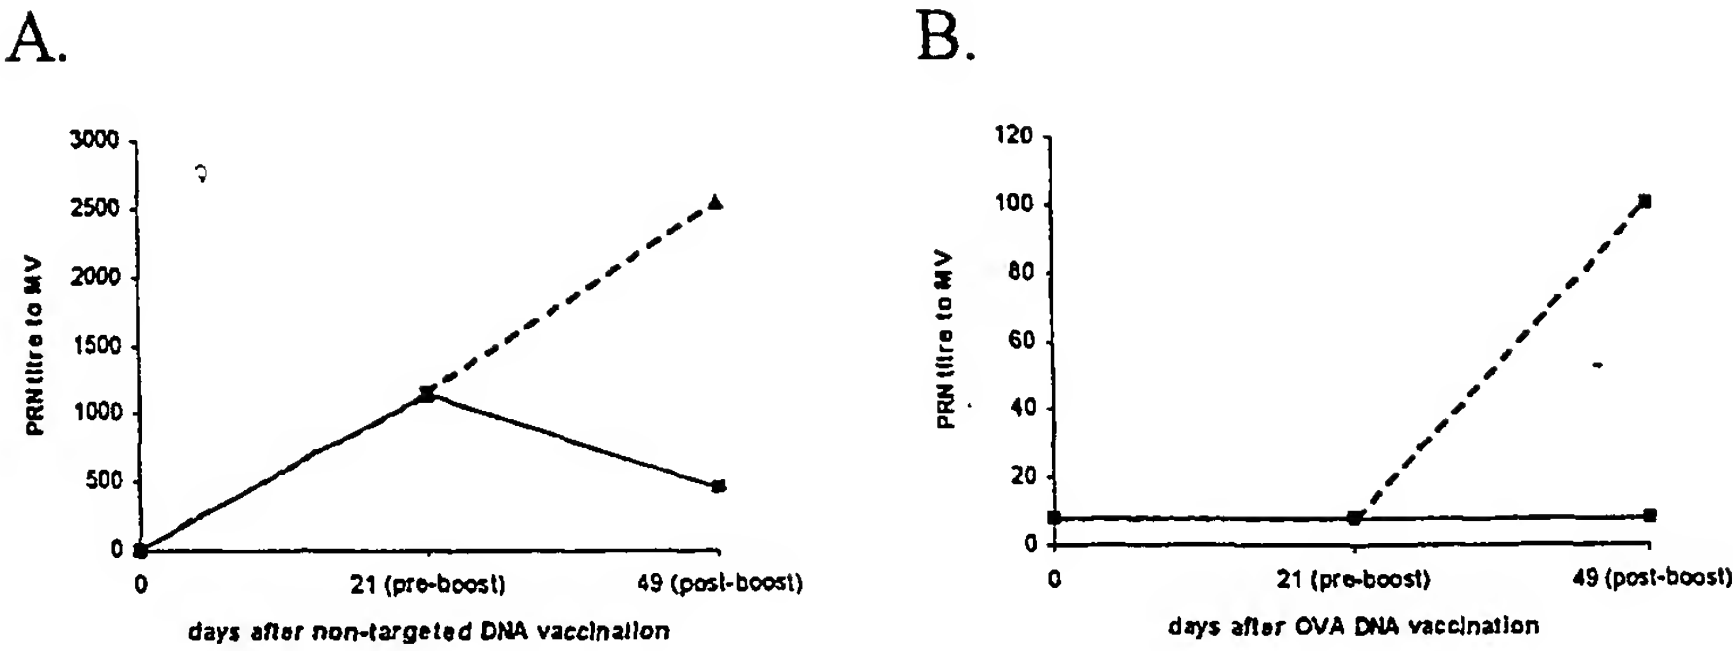 A.
3000
2500
2000
1500
1000
500
0
PRN titre to MV
0
21 (pre-boost)
49 (post-boost)
days after non-targeted DNA vaccination
B.
120
100
80
60
40
20
0
PRN titre to MV
0
21 (pre-boost)
49 (post-boost)
days after OVA DNA vaccination